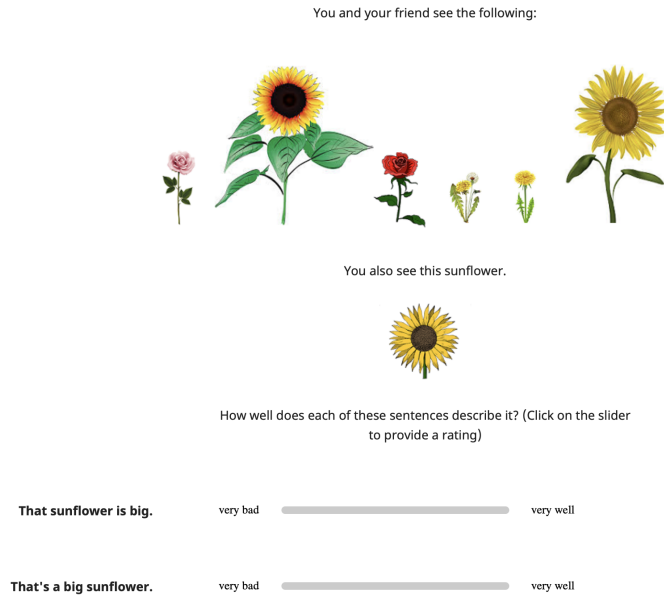 You and your friend see the following:
You also see this sunflower.
How well does each of these sentences describe it? (Click on the slider
to provide a rating)
That sunflower is big. very bad very well
That's a big sunflower. very bad very well